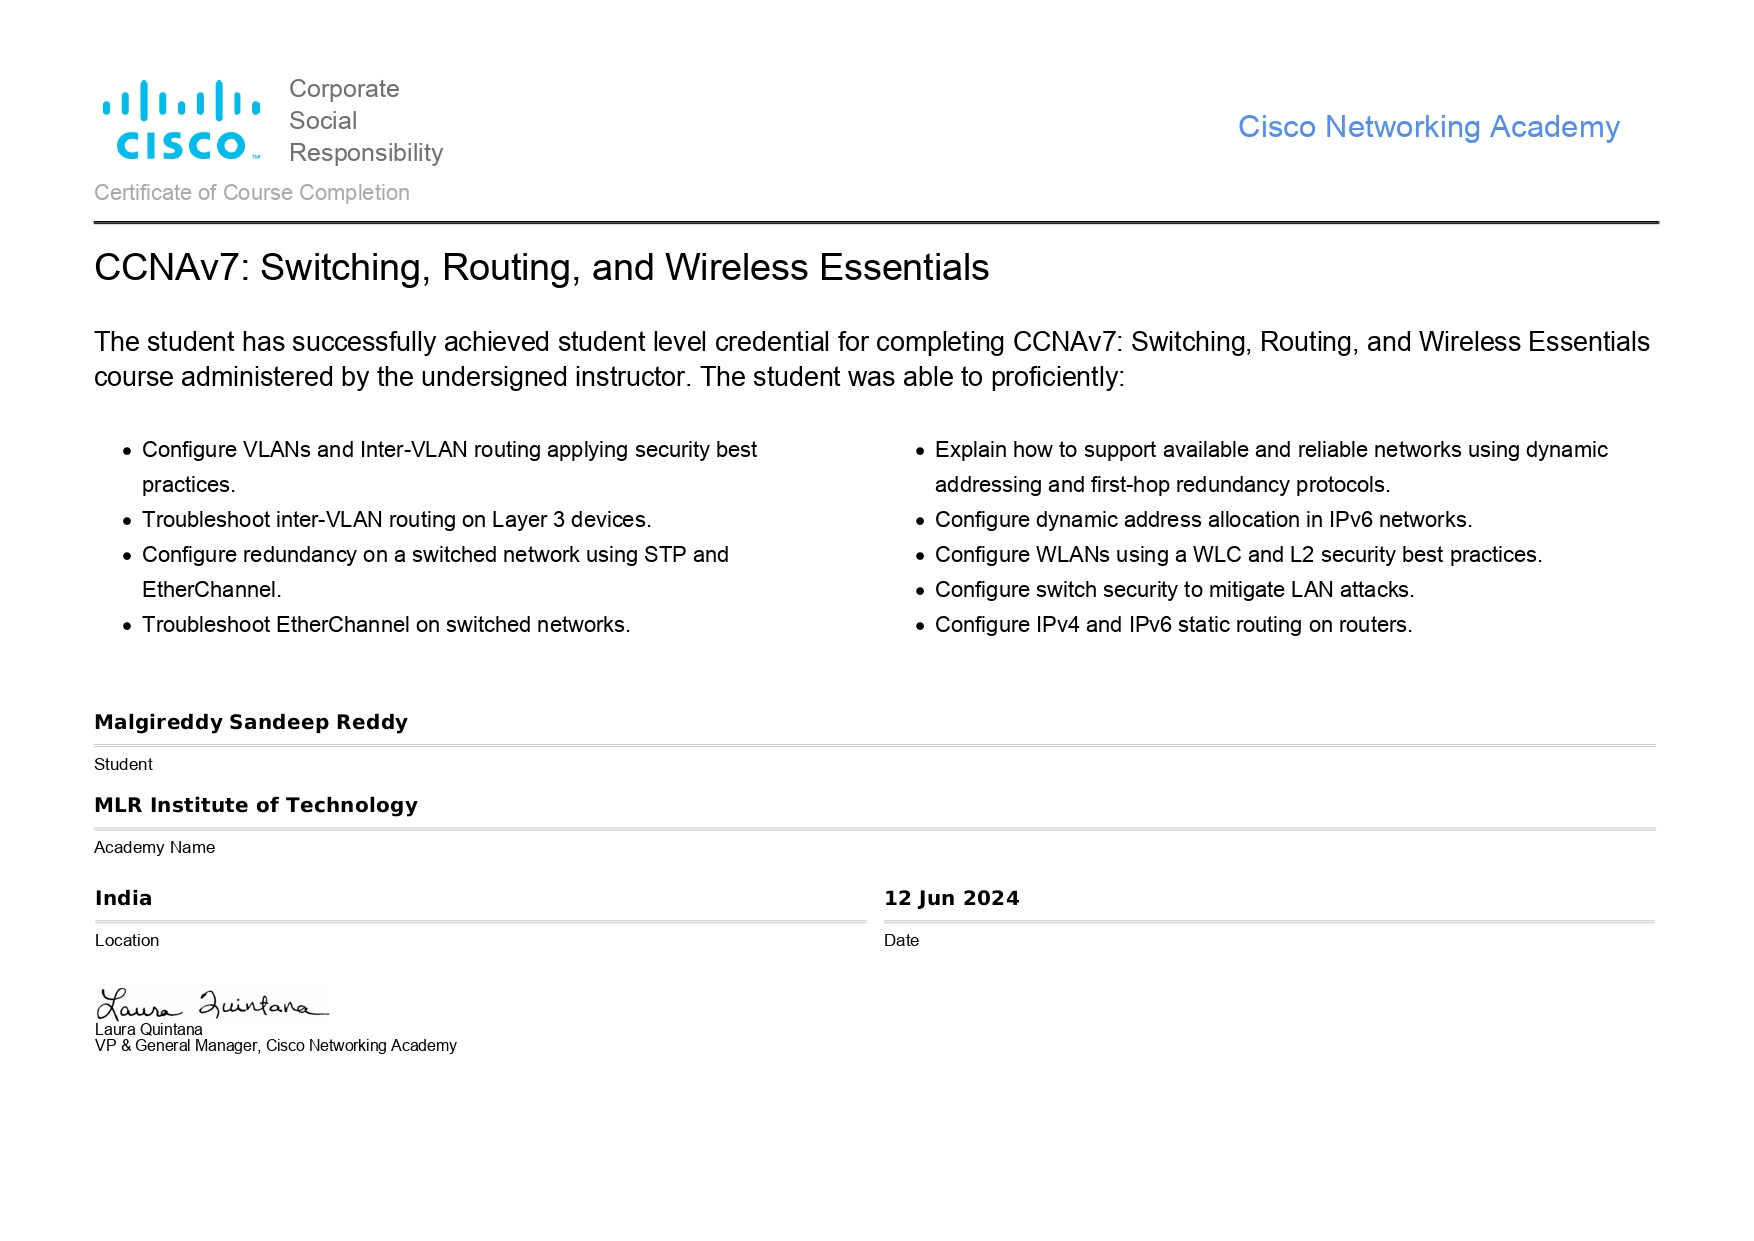 CISCO™
Corporate
Social
Responsibility
Cisco Networking Academy
Certificate of Course Completion
CCNAv7: Switching, Routing, and Wireless Essentials
The student has successfully achieved student level credential for completing CCNAv7: Switching, Routing, and Wireless Essentials
course administered by the undersigned instructor. The student was able to proficiently:
• Configure VLANs and Inter-VLAN routing applying security best
practices.
• Troubleshoot inter-VLAN routing on Layer 3 devices.
• Configure redundancy on a switched network using STP and
EtherChannel.
• Troubleshoot EtherChannel on switched networks.
• Explain how to support available and reliable networks using dynamic
addressing and first-hop redundancy protocols.
• Configure dynamic address allocation in IPv6 networks.
• Configure WLANs using a WLC and L2 security best practices.
• Configure switch security to mitigate LAN attacks.
• Configure IPv4 and IPv6 static routing on routers.
Malgireddy Sandeep Reddy
Student
MLR Institute of Technology
Academy Name
India
Location
12 Jun 2024
Date
Laura Quintana
Laura Quintana
VP & General Manager, Cisco Networking Academy